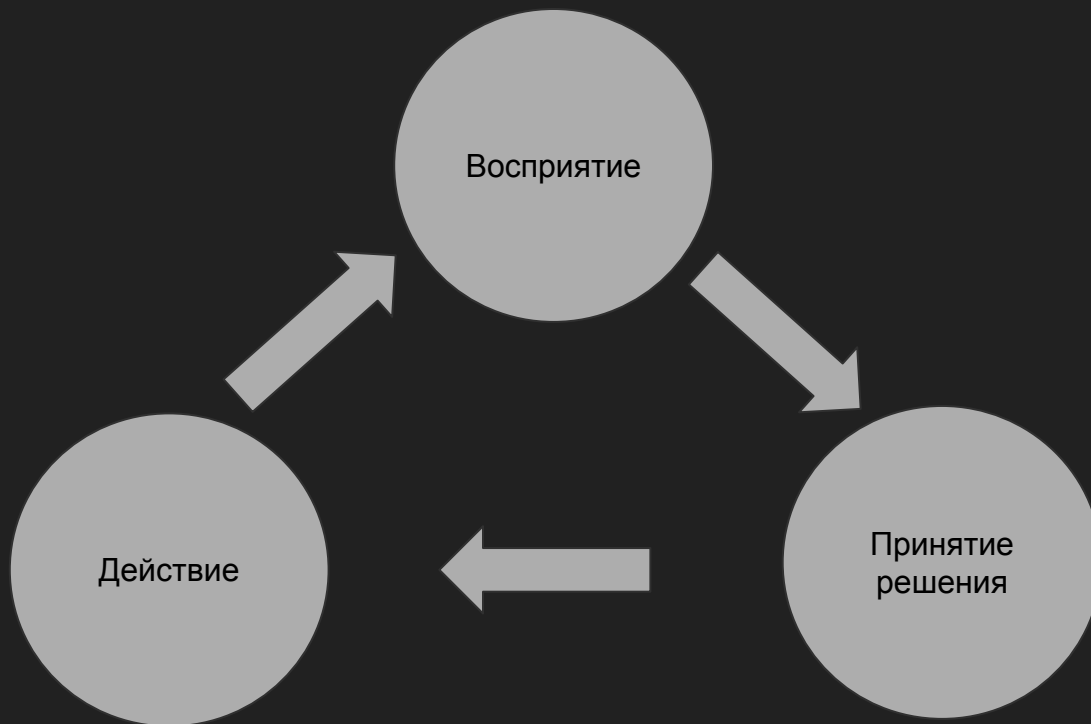 Восприятие
Принятие
решения
Действие